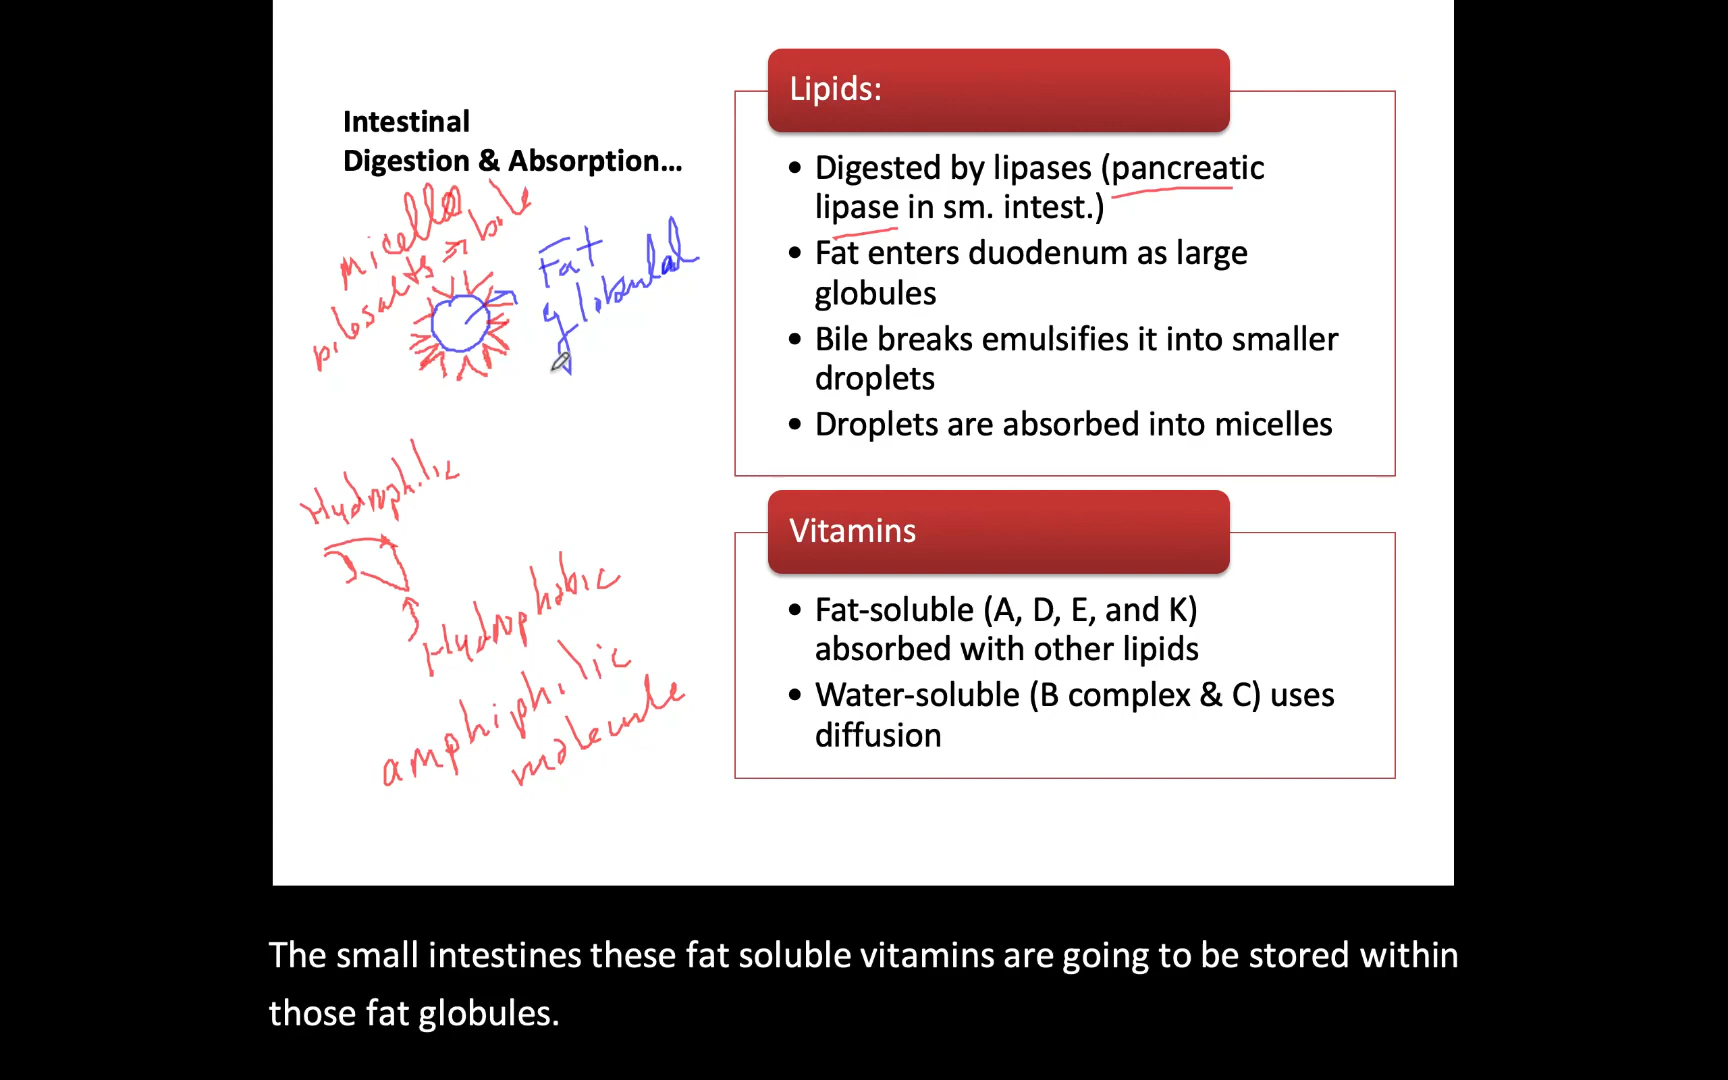 Intestinal
Digestion & Absorption...
micelle
bile
Fat
Hydrophilic
Hydrophobic
amphiphilic
molecule
Lipids:
• Digested by lipases (pancreatic
lipase in sm. intest.)
• Fat enters duodenum as large
globules
• Bile breaks emulsifies it into smaller
droplets
• Droplets are absorbed into micelles
Vitamins
• Fat-soluble (A, D, E, and K)
absorbed with other lipids
• Water-soluble (B complex & C) uses
diffusion
The small intestines these fat soluble vitamins are going to be stored within
those fat globules.